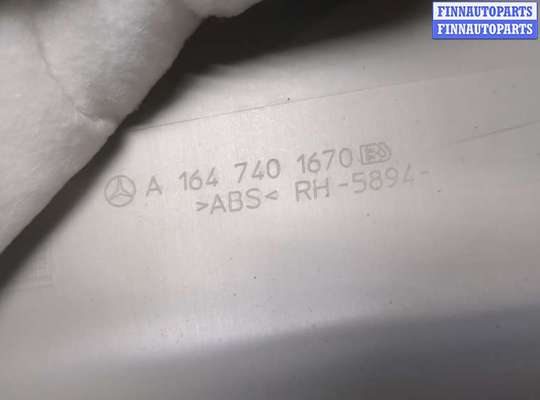 FINNAUTOPARTS
FINNAUTOPARTS
A 164 740 1670
>ABS< RH -5894-